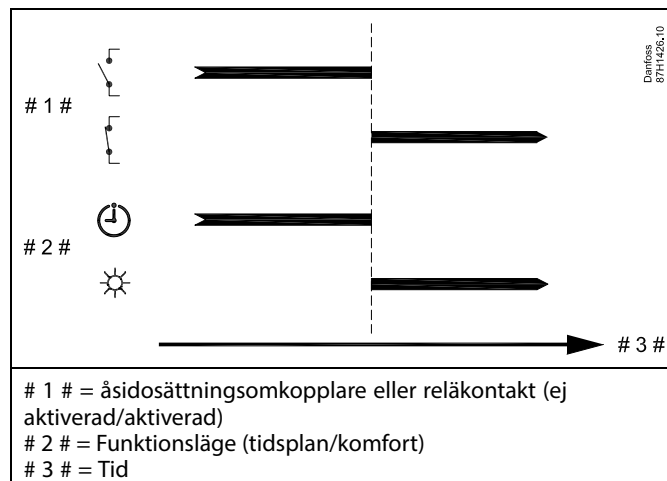 Danfoss
87H1426.10
# 1 #
# 2 #
# 3 #
# 1 # = åsidosättningsomkopplare eller reläkontakt (ej
aktiverad/aktiverad)
# 2 # = Funktionsläge (tidsplan/komfort)
# 3 # = Tid